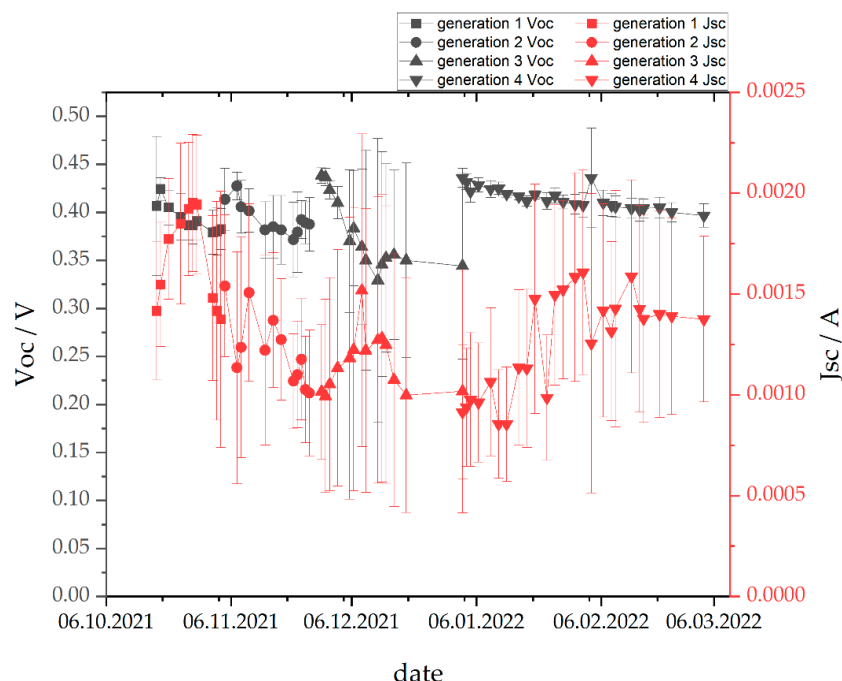 generation 1 Voc generation 1 Jsc
generation 2 Voc generation 2 Jsc
generation 3 Voc generation 3 Jsc
generation 4 Voc generation 4 Jsc
0.50
0.45
0.40
0.35
0.30
0.25
0.20
0.15
0.10
0.05
0.00
Voc / V
0.0025
0.0020
0.0015
0.0010
0.0005
0.0000
Jsc / A
06.10.2021 06.11.2021 06.12.2021 06.01.2022 06.02.2022 06.03.2022
date